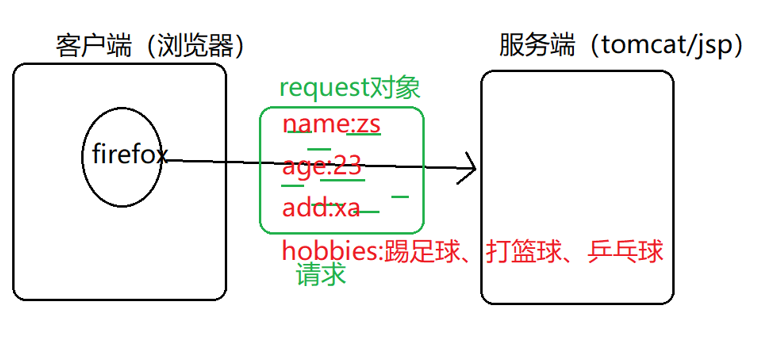 客户端（浏览器）
服务端（tomcat/jsp）
request对象
name:zs
firefox
age:23
add:xa
hobbies:踢足球、打篮球、乒乓球
请求